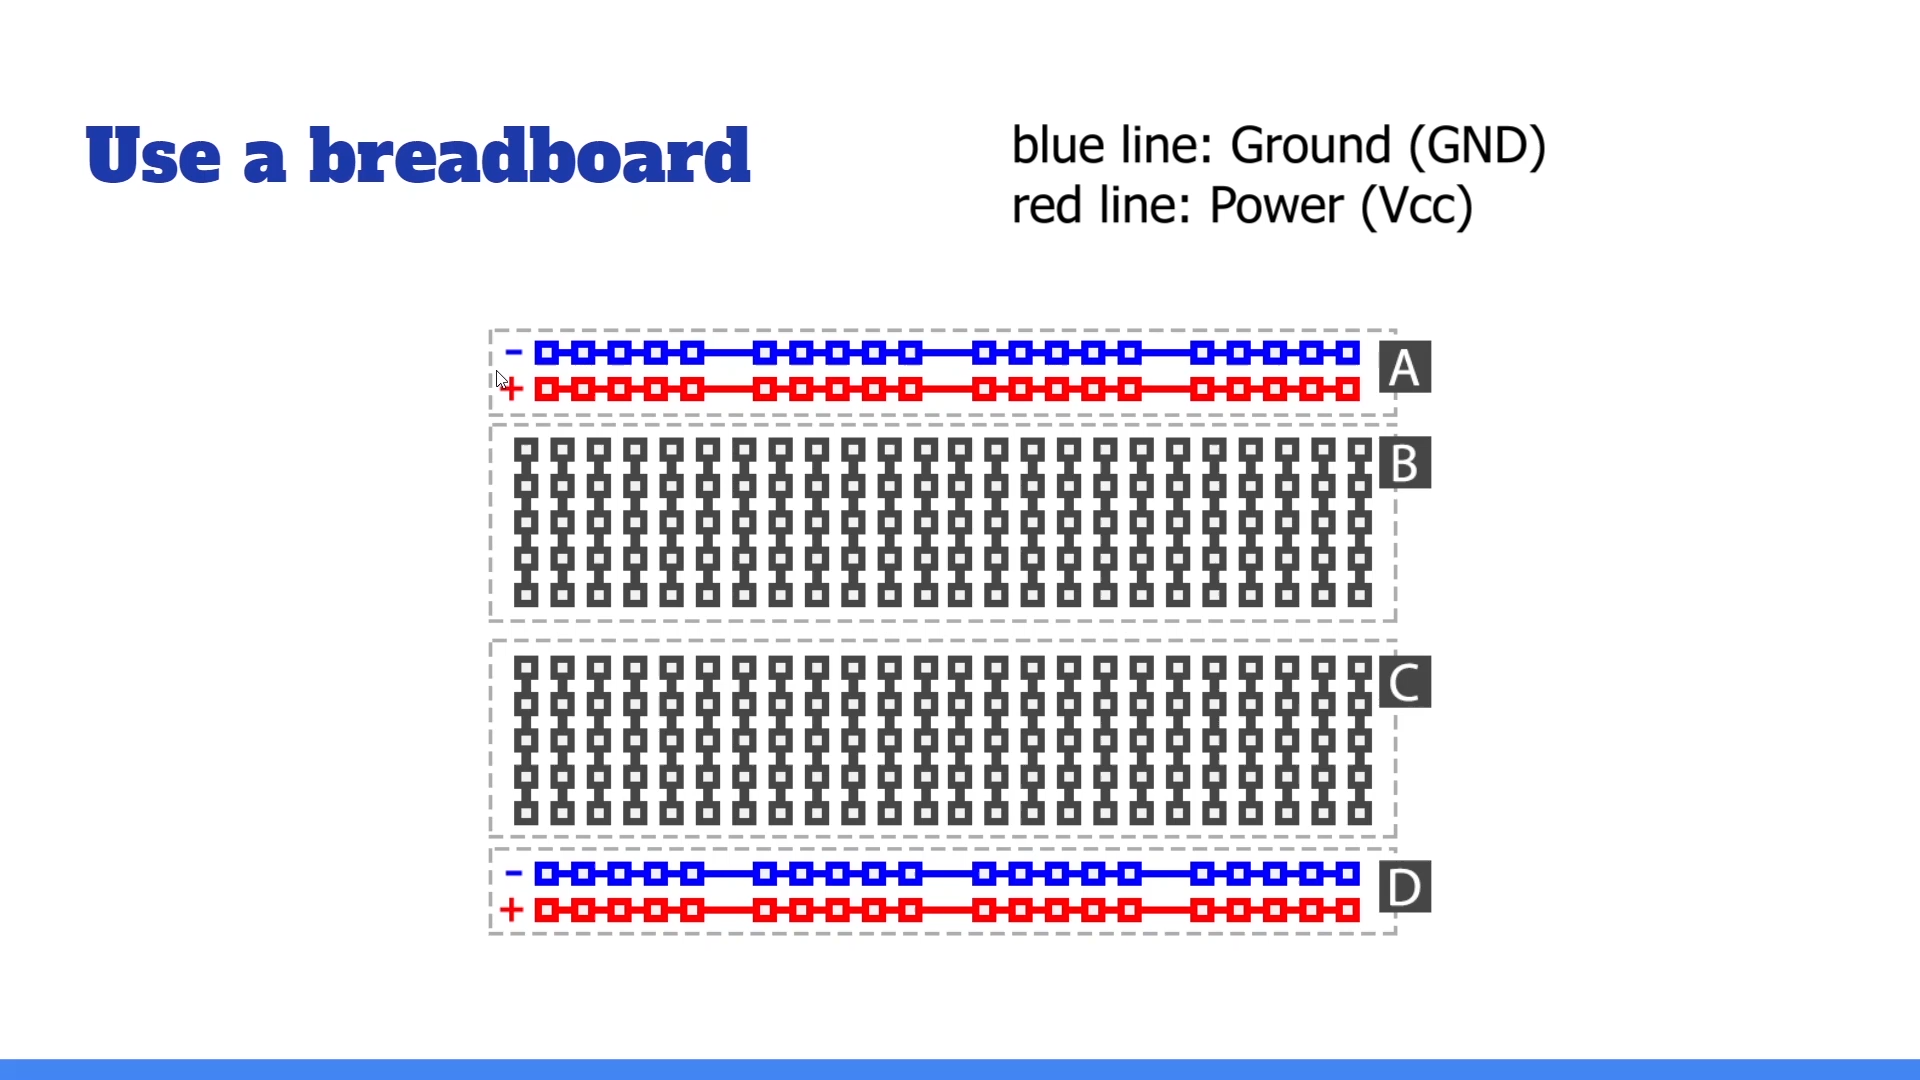 Use a breadboard
blue line: Ground (GND)
red line: Power (Vcc)
-
+
A
B
C
-
+
D